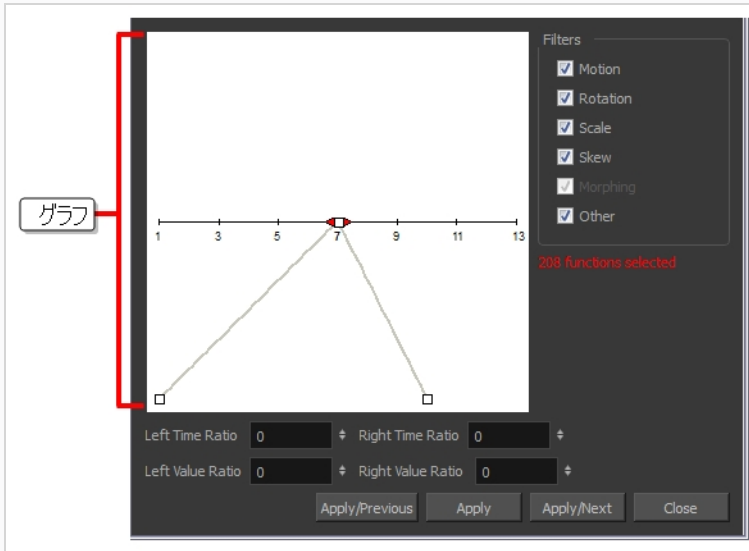 Filters
Motion
Rotation
Scale
Skew
Morphing
Other
208 functions selected
グラフ
1 3 5 7 9 11 13
Left Time Ratio 0 Right Time Ratio 0
Left Value Ratio 0 Right Value Ratio 0
Apply/Previous Apply Apply/Next Close